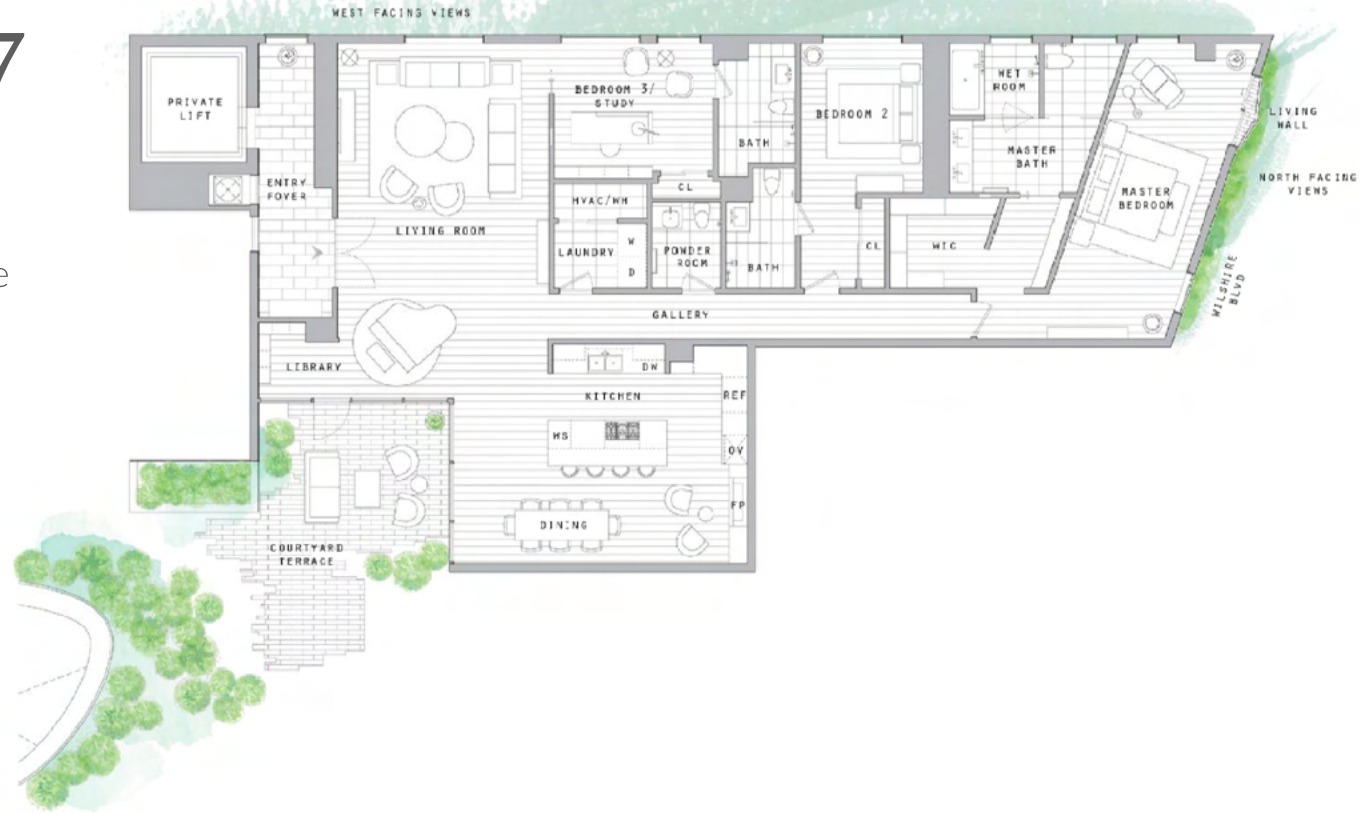 WEST FACING VIEWS
7
e
PRIVATE
LIFT
ENTRY
FOYER
LIVING ROOM
BEDROOM 3/
STUDY
BATH
CL
HVAC/WH
LAUNDRY
W
D
POWDER
ROOM
BATH
BEDROOM 2
CL
WIC
WET
ROOM
MASTER
BATH
MASTER
BEDROOM
LIVING
WALL
NORTH FACING
VIEWS
WILSHIRE
BLVD
GALLERY
LIBRARY
DW
KITCHEN
REF
WS
OV
FP
DINING
COURTYARD
TERRACE